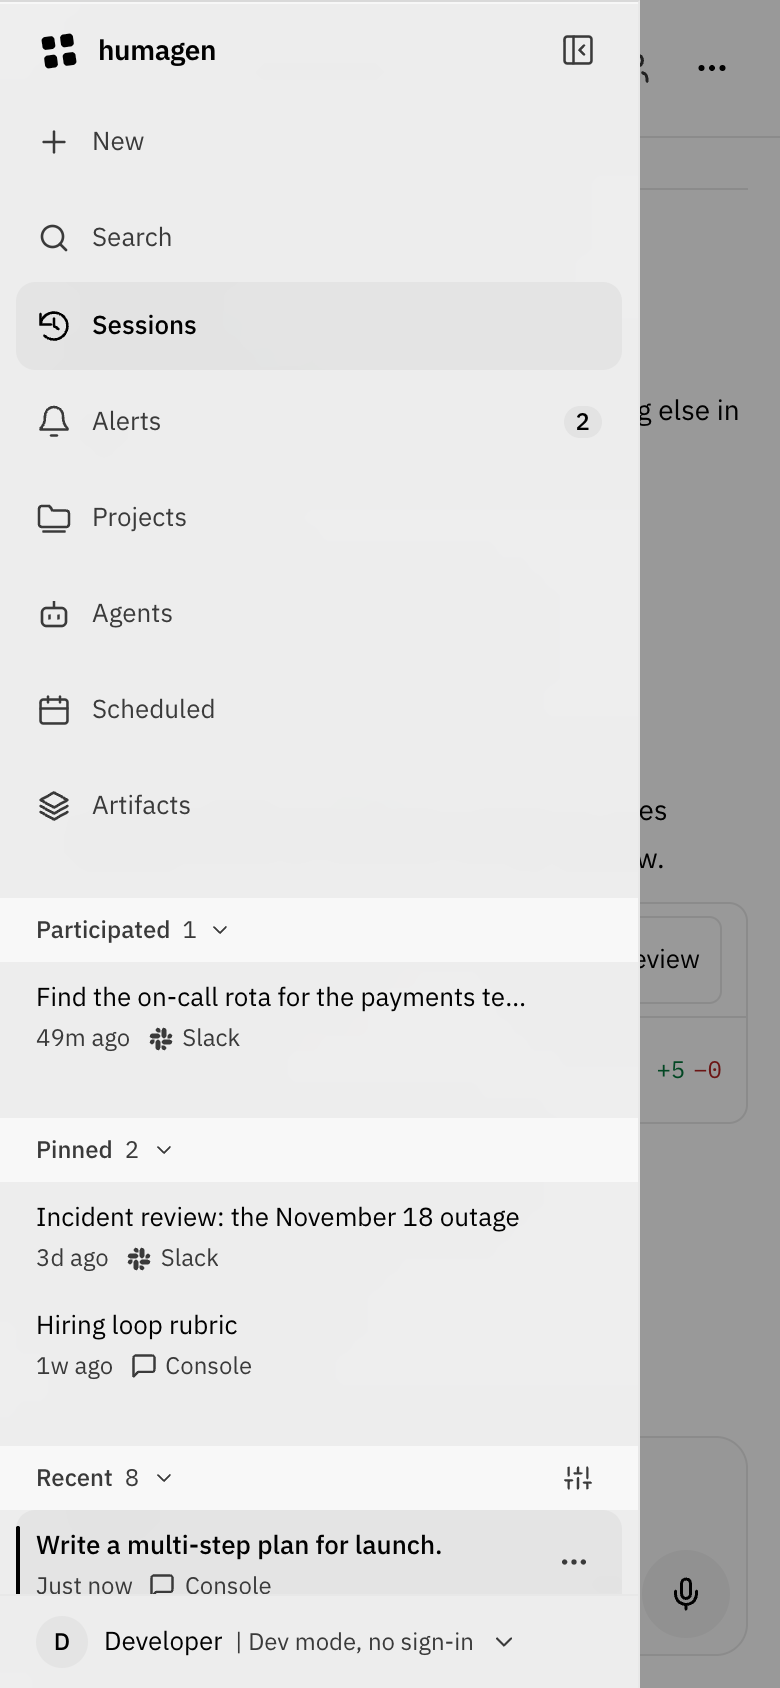 humagen
New
Search
Sessions
Alerts 2
g else in
Projects
Agents
Scheduled
Artifacts
es
w.
Participated 1
eview
Find the on-call rota for the payments te...
49m ago Slack
+5 −0
Pinned 2
Incident review: the November 18 outage
3d ago Slack
Hiring loop rubric
1w ago Console
Recent 8
Write a multi-step plan for launch.
Just now Console
D Developer | Dev mode, no sign-in